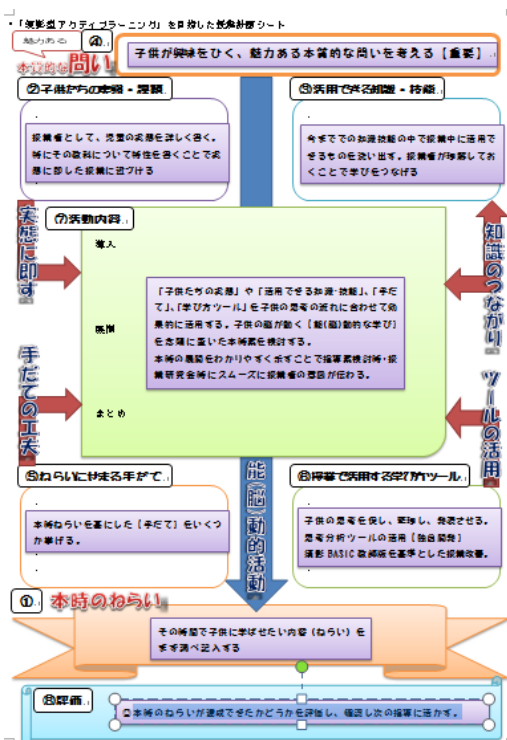 ・「須影型アクティブラーニング」を目指した授業計画シート
魅力ある
本質的な問い
④
子供が興味をひく、魅力ある本質的な問いを考える【重要】
②子供たちの実態・課題
授業者として、児童の実態を詳しく書く。
特にその教科について特性を書くことで実
態に即した授業に近づける
③活用できる知識・技能
今までの知識技能の中で授業中に活用で
きるものを洗い出す。授業者が理解してお
くことで学びをつなげる
実態に即す
知識のつながり
⑦活動内容
導入
「子供たちの実態」や「活用できる知識・技能」、「手だ
て」、「学び方ツール」を子供の思考の流れに合わせて効
果的に活用する。子供の脳が動く【能(脳)動的な学び】
を念頭に置いた本時案を検討する。
本時の展開をわかりやすく示すことで指導案検討時・授
業研究会時にスムーズに授業者の意図が伝わる。
展開
まとめ
手だての工夫
ツールの活用
⑤ねらいにせまる手だて
本時ねらいを基にした【手だて】をいくつ
か挙げる。
能(脳)動的活動
⑥授業で活用する学び方ツール
子供の思考を促し、整理し、発表させる。
思考分析ツールの活用【独自開発】
須影 BASIC 教師版を基準とした授業改善。
①
本時のねらい
その時間で子供に学ばせたい内容(ねらい)を
まず調べ記入する
⑧評価
◎本時のねらいが達成できたかどうかを評価し、確認し次の指導に活かす。